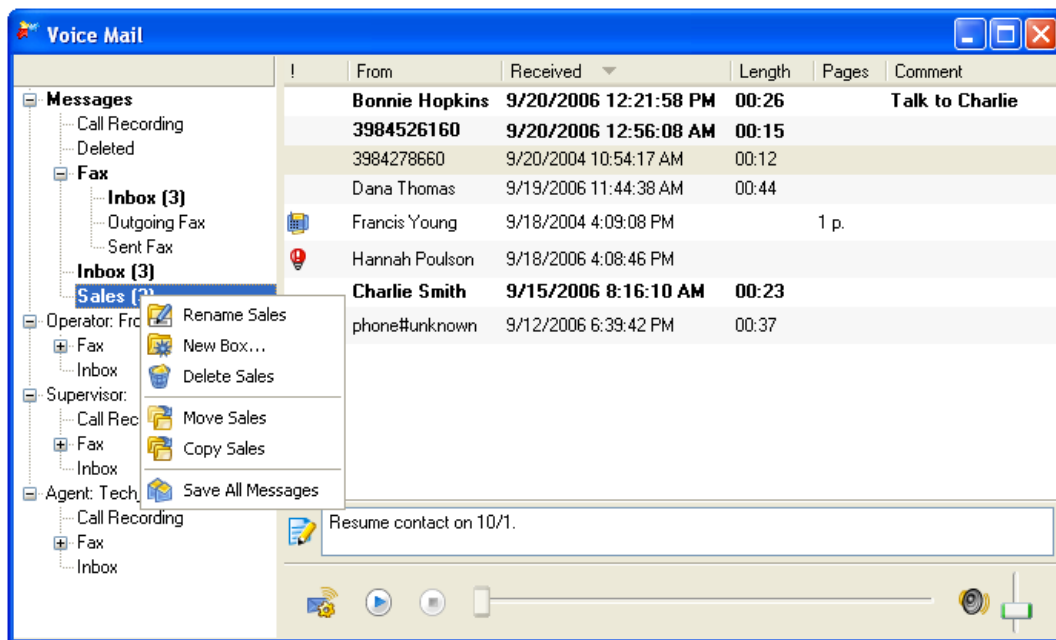 Voice Mail
! From Received Length Pages Comment
Messages
Call Recording
Deleted
Fax
Inbox (3)
Outgoing Fax
Sent Fax
Inbox (3)
Sales
Operator:
Fax
Inbox
Supervisor:
Call Rec
Fax
Inbox
Agent: Tech
Call Recording
Fax
Inbox
Rename Sales
New Box...
Delete Sales
Move Sales
Copy Sales
Save All Messages
Bonnie Hopkins 9/20/2006 12:21:58 PM 00:26 Talk to Charlie
3984526160 9/20/2006 12:56:08 AM 00:15
3984278660 9/20/2004 10:54:17 AM 00:12
Dana Thomas 9/19/2006 11:44:38 AM 00:44
Francis Young 9/18/2004 4:09:08 PM 1 p.
Hannah Poulson 9/18/2006 4:08:46 PM
Charlie Smith 9/15/2006 8:16:10 AM 00:23
phone#unknown 9/12/2006 6:39:42 PM 00:37
Resume contact on 10/1.